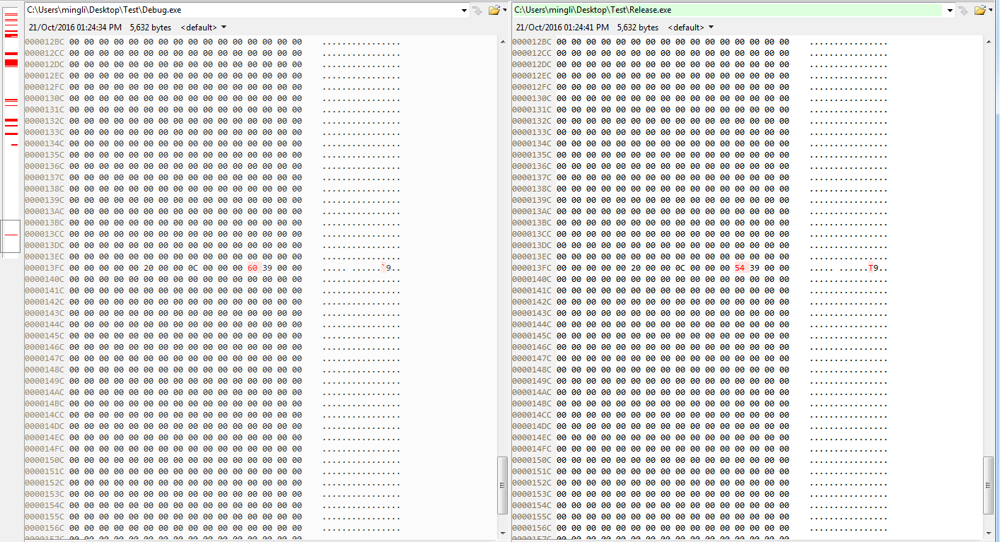 C:\Users\mingli\Desktop\Test\Debug.exe C:\Users\mingli\Desktop\Test\Release.exe
21/Oct/2016 01:24:34 PM 5,632 bytes <default> 21/Oct/2016 01:24:41 PM 5,632 bytes <default>
000012BC 00 00 00 00 00 00 00 00 00 00 00 00 00 00 00 00 ................ 000012BC 00 00 00 00 00 00 00 00 00 00 00 00 00 00 00 00 ................
000012CC 00 00 00 00 00 00 00 00 00 00 00 00 00 00 00 00 ................ 000012CC 00 00 00 00 00 00 00 00 00 00 00 00 00 00 00 00 ................
000012DC 00 00 00 00 00 00 00 00 00 00 00 00 00 00 00 00 ................ 000012DC 00 00 00 00 00 00 00 00 00 00 00 00 00 00 00 00 ................
000012EC 00 00 00 00 00 00 00 00 00 00 00 00 00 00 00 00 ................ 000012EC 00 00 00 00 00 00 00 00 00 00 00 00 00 00 00 00 ................
000012FC 00 00 00 00 00 00 00 00 00 00 00 00 00 00 00 00 ................ 000012FC 00 00 00 00 00 00 00 00 00 00 00 00 00 00 00 00 ................
0000130C 00 00 00 00 00 00 00 00 00 00 00 00 00 00 00 00 ................ 0000130C 00 00 00 00 00 00 00 00 00 00 00 00 00 00 00 00 ................
0000131C 00 00 00 00 00 00 00 00 00 00 00 00 00 00 00 00 ................ 0000131C 00 00 00 00 00 00 00 00 00 00 00 00 00 00 00 00 ................
0000132C 00 00 00 00 00 00 00 00 00 00 00 00 00 00 00 00 ................ 0000132C 00 00 00 00 00 00 00 00 00 00 00 00 00 00 00 00 ................
0000133C 00 00 00 00 00 00 00 00 00 00 00 00 00 00 00 00 ................ 0000133C 00 00 00 00 00 00 00 00 00 00 00 00 00 00 00 00 ................
0000134C 00 00 00 00 00 00 00 00 00 00 00 00 00 00 00 00 ................ 0000134C 00 00 00 00 00 00 00 00 00 00 00 00 00 00 00 00 ................
0000135C 00 00 00 00 00 00 00 00 00 00 00 00 00 00 00 00 ................ 0000135C 00 00 00 00 00 00 00 00 00 00 00 00 00 00 00 00 ................
0000136C 00 00 00 00 00 00 00 00 00 00 00 00 00 00 00 00 ................ 0000136C 00 00 00 00 00 00 00 00 00 00 00 00 00 00 00 00 ................
0000137C 00 00 00 00 00 00 00 00 00 00 00 00 00 00 00 00 ................ 0000137C 00 00 00 00 00 00 00 00 00 00 00 00 00 00 00 00 ................
0000138C 00 00 00 00 00 00 00 00 00 00 00 00 00 00 00 00 ................ 0000138C 00 00 00 00 00 00 00 00 00 00 00 00 00 00 00 00 ................
0000139C 00 00 00 00 00 00 00 00 00 00 00 00 00 00 00 00 ................ 0000139C 00 00 00 00 00 00 00 00 00 00 00 00 00 00 00 00 ................
000013AC 00 00 00 00 00 00 00 00 00 00 00 00 00 00 00 00 ................ 000013AC 00 00 00 00 00 00 00 00 00 00 00 00 00 00 00 00 ................
000013BC 00 00 00 00 00 00 00 00 00 00 00 00 00 00 00 00 ................ 000013BC 00 00 00 00 00 00 00 00 00 00 00 00 00 00 00 00 ................
000013CC 00 00 00 00 00 00 00 00 00 00 00 00 00 00 00 00 ................ 000013CC 00 00 00 00 00 00 00 00 00 00 00 00 00 00 00 00 ................
000013DC 00 00 00 00 00 00 00 00 00 00 00 00 00 00 00 00 ................ 000013DC 00 00 00 00 00 00 00 00 00 00 00 00 00 00 00 00 ................
000013EC 00 00 00 00 00 00 00 00 00 00 00 00 00 00 00 00 ................ 000013EC 00 00 00 00 00 00 00 00 00 00 00 00 00 00 00 00 ................
000013FC 00 00 00 00 00 20 00 00 0C 00 00 00 60 39 00 00 ..... ......`9.. 000013FC 00 00 00 00 00 20 00 00 0C 00 00 00 54 39 00 00 ..... ......T9..
0000140C 00 00 00 00 00 00 00 00 00 00 00 00 00 00 00 00 ................ 0000140C 00 00 00 00 00 00 00 00 00 00 00 00 00 00 00 00 ................
0000141C 00 00 00 00 00 00 00 00 00 00 00 00 00 00 00 00 ................ 0000141C 00 00 00 00 00 00 00 00 00 00 00 00 00 00 00 00 ................
0000142C 00 00 00 00 00 00 00 00 00 00 00 00 00 00 00 00 ................ 0000142C 00 00 00 00 00 00 00 00 00 00 00 00 00 00 00 00 ................
0000143C 00 00 00 00 00 00 00 00 00 00 00 00 00 00 00 00 ................ 0000143C 00 00 00 00 00 00 00 00 00 00 00 00 00 00 00 00 ................
0000144C 00 00 00 00 00 00 00 00 00 00 00 00 00 00 00 00 ................ 0000144C 00 00 00 00 00 00 00 00 00 00 00 00 00 00 00 00 ................
0000145C 00 00 00 00 00 00 00 00 00 00 00 00 00 00 00 00 ................ 0000145C 00 00 00 00 00 00 00 00 00 00 00 00 00 00 00 00 ................
0000146C 00 00 00 00 00 00 00 00 00 00 00 00 00 00 00 00 ................ 0000146C 00 00 00 00 00 00 00 00 00 00 00 00 00 00 00 00 ................
0000147C 00 00 00 00 00 00 00 00 00 00 00 00 00 00 00 00 ................ 0000147C 00 00 00 00 00 00 00 00 00 00 00 00 00 00 00 00 ................
0000148C 00 00 00 00 00 00 00 00 00 00 00 00 00 00 00 00 ................ 0000148C 00 00 00 00 00 00 00 00 00 00 00 00 00 00 00 00 ................
0000149C 00 00 00 00 00 00 00 00 00 00 00 00 00 00 00 00 ................ 0000149C 00 00 00 00 00 00 00 00 00 00 00 00 00 00 00 00 ................
000014AC 00 00 00 00 00 00 00 00 00 00 00 00 00 00 00 00 ................ 000014AC 00 00 00 00 00 00 00 00 00 00 00 00 00 00 00 00 ................
000014BC 00 00 00 00 00 00 00 00 00 00 00 00 00 00 00 00 ................ 000014BC 00 00 00 00 00 00 00 00 00 00 00 00 00 00 00 00 ................
000014CC 00 00 00 00 00 00 00 00 00 00 00 00 00 00 00 00 ................ 000014CC 00 00 00 00 00 00 00 00 00 00 00 00 00 00 00 00 ................
000014DC 00 00 00 00 00 00 00 00 00 00 00 00 00 00 00 00 ................ 000014DC 00 00 00 00 00 00 00 00 00 00 00 00 00 00 00 00 ................
000014EC 00 00 00 00 00 00 00 00 00 00 00 00 00 00 00 00 ................ 000014EC 00 00 00 00 00 00 00 00 00 00 00 00 00 00 00 00 ................
000014FC 00 00 00 00 00 00 00 00 00 00 00 00 00 00 00 00 ................ 000014FC 00 00 00 00 00 00 00 00 00 00 00 00 00 00 00 00 ................
0000150C 00 00 00 00 00 00 00 00 00 00 00 00 00 00 00 00 ................ 0000150C 00 00 00 00 00 00 00 00 00 00 00 00 00 00 00 00 ................
0000151C 00 00 00 00 00 00 00 00 00 00 00 00 00 00 00 00 ................ 0000151C 00 00 00 00 00 00 00 00 00 00 00 00 00 00 00 00 ................
0000152C 00 00 00 00 00 00 00 00 00 00 00 00 00 00 00 00 ................ 0000152C 00 00 00 00 00 00 00 00 00 00 00 00 00 00 00 00 ................
0000153C 00 00 00 00 00 00 00 00 00 00 00 00 00 00 00 00 ................ 0000153C 00 00 00 00 00 00 00 00 00 00 00 00 00 00 00 00 ................
0000154C 00 00 00 00 00 00 00 00 00 00 00 00 00 00 00 00 ................ 0000154C 00 00 00 00 00 00 00 00 00 00 00 00 00 00 00 00 ................
0000155C 00 00 00 00 00 00 00 00 00 00 00 00 00 00 00 00 ................ 0000155C 00 00 00 00 00 00 00 00 00 00 00 00 00 00 00 00 ................
0000156C 00 00 00 00 00 00 00 00 00 00 00 00 00 00 00 00 ................ 0000156C 00 00 00 00 00 00 00 00 00 00 00 00 00 00 00 00 ................